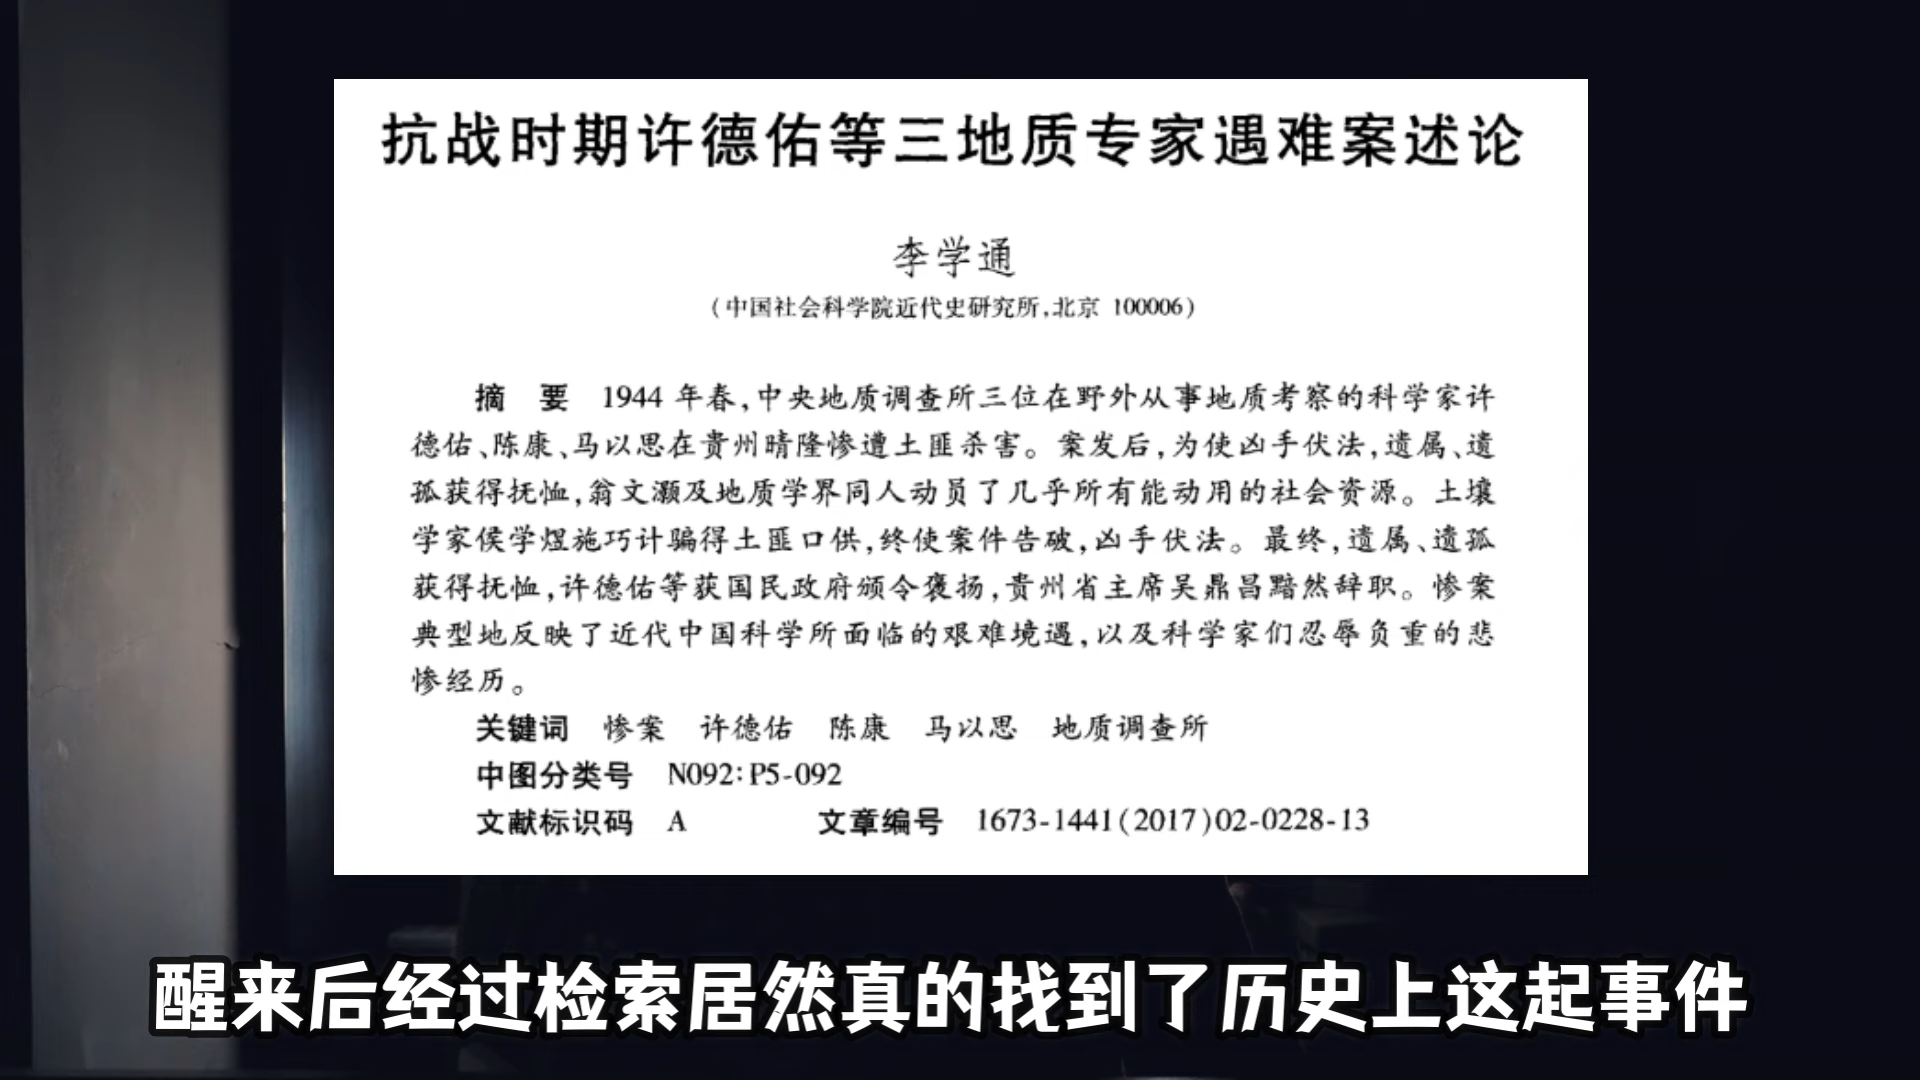 抗战时期许德佑等三地质专家遇难案述论
李学通
(中国社会科学院近代史研究所,北京 100006)
摘 要 1944 年春,中央地质调查所三位在野外从事地质考察的科学家许
德佑、陈康、马以思在贵州晴隆惨遭土匪杀害。案发后,为使凶手伏法,遗属、遗
孤获得抚恤,翁文灏及地质学界同人动员了几乎所有能动用的社会资源。土壤
学家侯学煜施巧计骗得土匪口供,终使案件告破,凶手伏法。最终,遗属、遗孤
获得抚恤,许德佑等获国民政府颁令褒扬,贵州省主席吴鼎昌黯然辞职。惨案
典型地反映了近代中国科学所面临的艰难境遇,以及科学家们忍辱负重的悲
惨经历。
关键词 惨案 许德佑 陈康 马以思 地质调查所
中图分类号 N092:P5-092
文献标识码 A 文章编号 1673-1441(2017)02-0228-13
醒来后经过检索居然真的找到了历史上这起事件